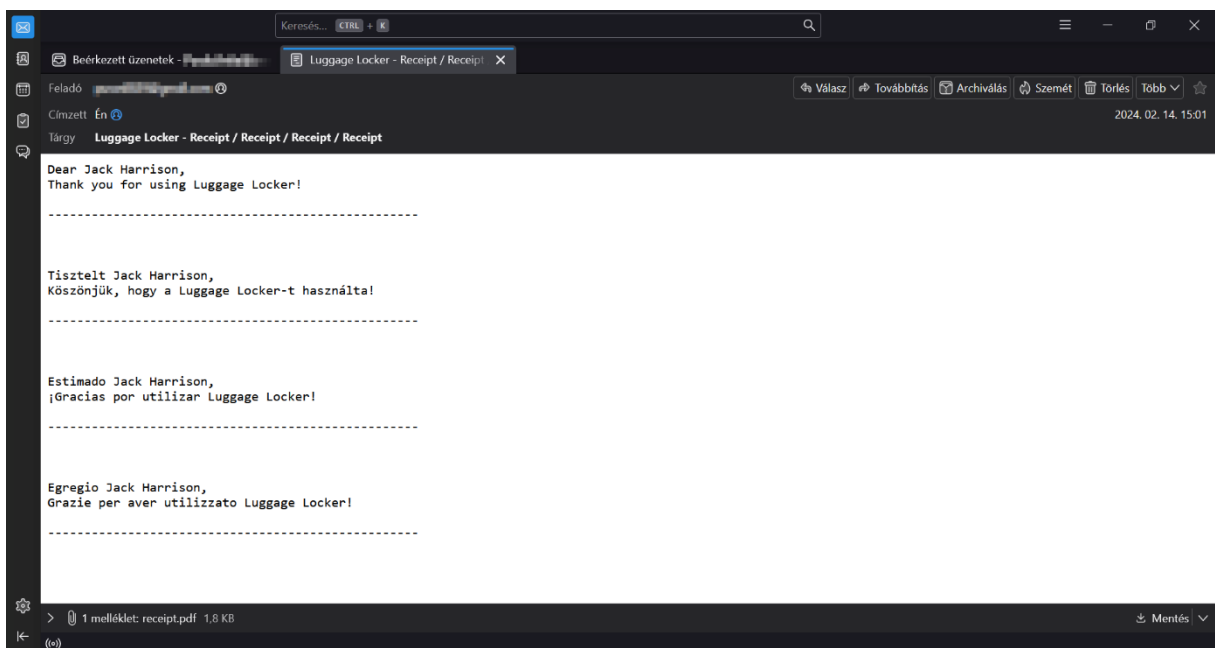 Keresés... CTRL + K
Beérkezett üzenetek -
Luggage Locker - Receipt / Receipt
Feladó
Válasz Továbbítás Archiválás Szemét Törlés Több
Címzett Én
2024. 02. 14. 15:01
Tárgy Luggage Locker - Receipt / Receipt / Receipt / Receipt
Dear Jack Harrison,
Thank you for using Luggage Locker!
---------------------------------------------------
Tisztelt Jack Harrison,
Köszönjük, hogy a Luggage Locker-t használta!
---------------------------------------------------
Estimado Jack Harrison,
¡Gracias por utilizar Luggage Locker!
---------------------------------------------------
Egregio Jack Harrison,
Grazie per aver utilizzato Luggage Locker!
---------------------------------------------------
1 melléklet: receipt.pdf 1,8 KB
Mentés